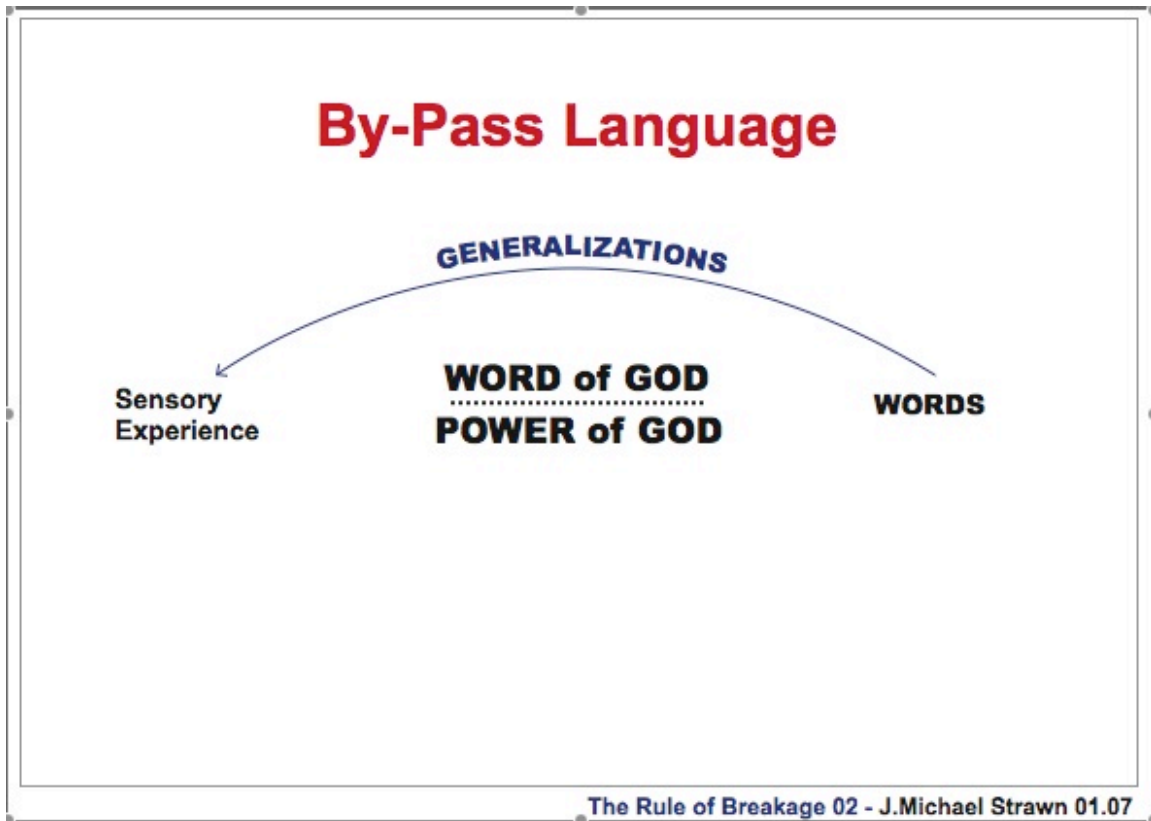 By-Pass Language
GENERALIZATIONS
Sensory
Experience
WORD of GOD
POWER of GOD
WORDS
The Rule of Breakage 02 - J.Michael Strawn 01.07